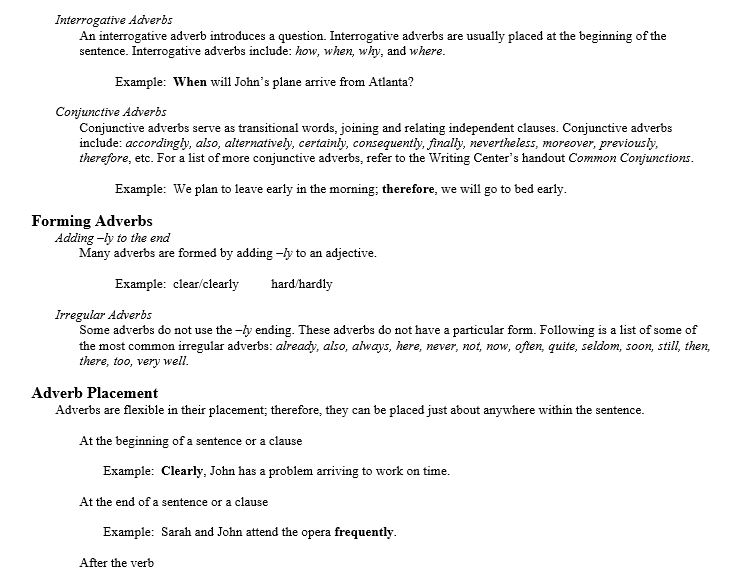 Interrogative Adverbs
An interrogative adverb introduces a question. Interrogative adverbs are usually placed at the beginning of the
sentence. Interrogative adverbs include: how, when, why, and where.
Example: When will John's plane arrive from Atlanta?
Conjunctive Adverbs
Conjunctive adverbs serve as transitional words, joining and relating independent clauses. Conjunctive adverbs
include: accordingly, also, alternatively, certainly, consequently, finally, nevertheless, moreover, previously,
therefore, etc. For a list of more conjunctive adverbs, refer to the Writing Center's handout Common Conjunctions.
Example: We plan to leave early in the morning; therefore, we will go to bed early.
Forming Adverbs
Adding –ly to the end
Many adverbs are formed by adding –ly to an adjective.
Example: clear/clearly hard/hardly
Irregular Adverbs
Some adverbs do not use the –ly ending. These adverbs do not have a particular form. Following is a list of some of
the most common irregular adverbs: already, also, always, here, never, not, now, often, quite, seldom, soon, still, then,
there, too, very well.
Adverb Placement
Adverbs are flexible in their placement; therefore, they can be placed just about anywhere within the sentence.
At the beginning of a sentence or a clause
Example: Clearly, John has a problem arriving to work on time.
At the end of a sentence or a clause
Example: Sarah and John attend the opera frequently.
After the verb